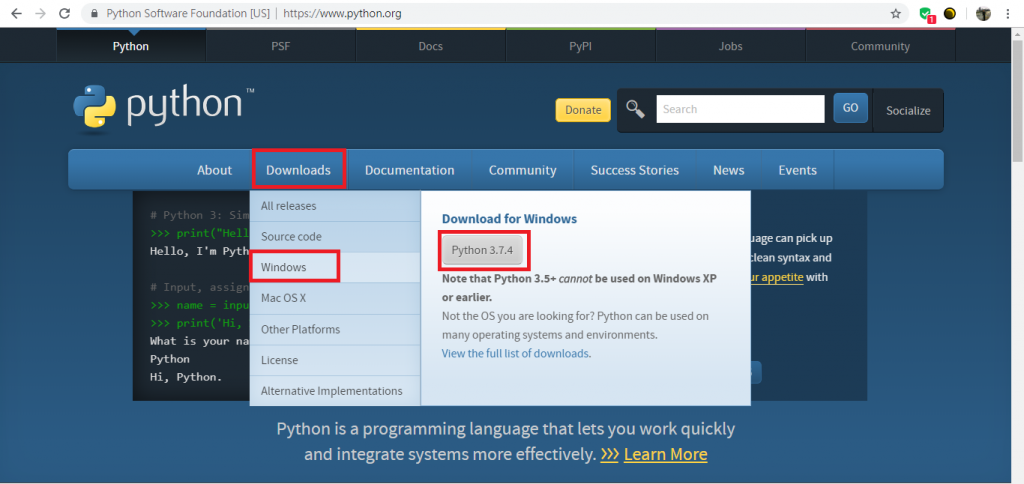 Python Software Foundation [US] | https://www.python.org
1
Python PSF Docs PyPI Jobs Community
python™
Donate
Search
GO
Socialize
About Downloads Documentation Community Success Stories News Events
# Python 3: Sim
>>> print("Hell
Hello, I'm Pyth
# Input, assign
>>> name = inpu
>>> print('Hi,
What is your na
Python
Hi, Python.
All releases
Source code
Windows
Mac OS X
Other Platforms
License
Alternative Implementations
Download for Windows
Python 3.7.4
Note that Python 3.5+ cannot be used on Windows XP
or earlier.
Not the OS you are looking for? Python can be used on
many operating systems and environments.
View the full list of downloads.
uage can pick up
clean syntax and
ur appetite with
Python is a programming language that lets you work quickly
and integrate systems more effectively. >>> Learn More